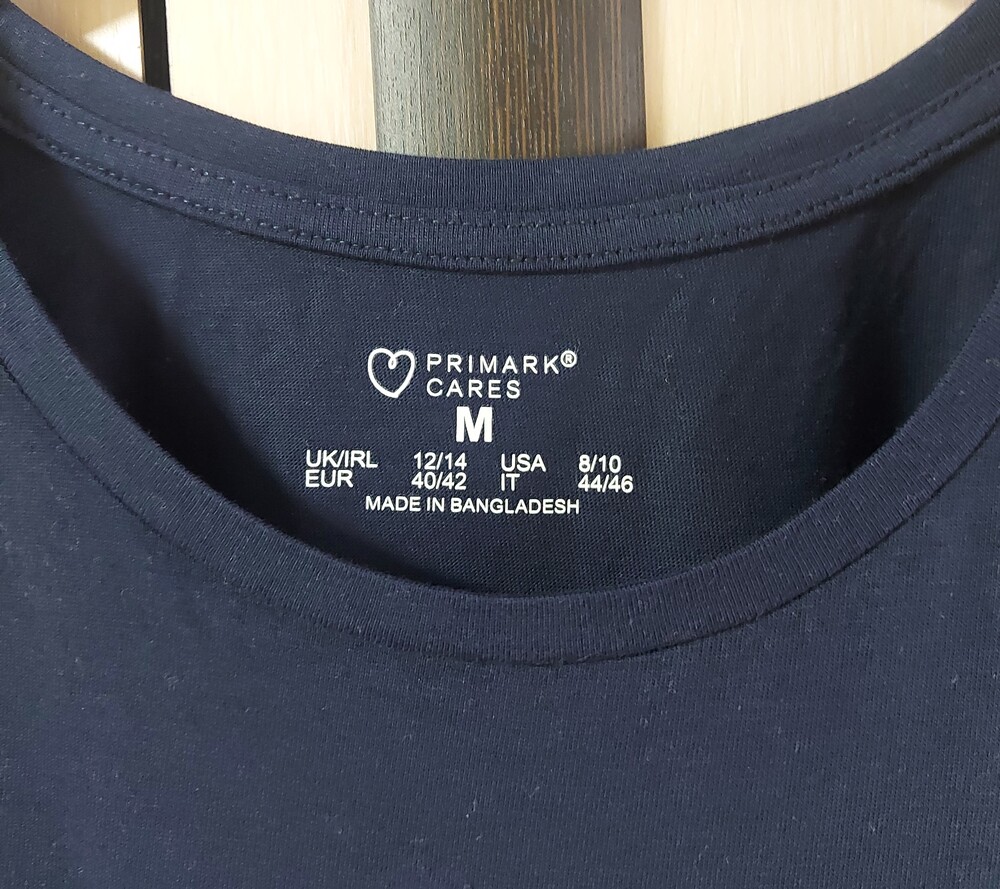 PRIMARK®
CARES
M
UK/IRL 12/14 USA 8/10
EUR 40/42 IT 44/46
MADE IN BANGLADESH